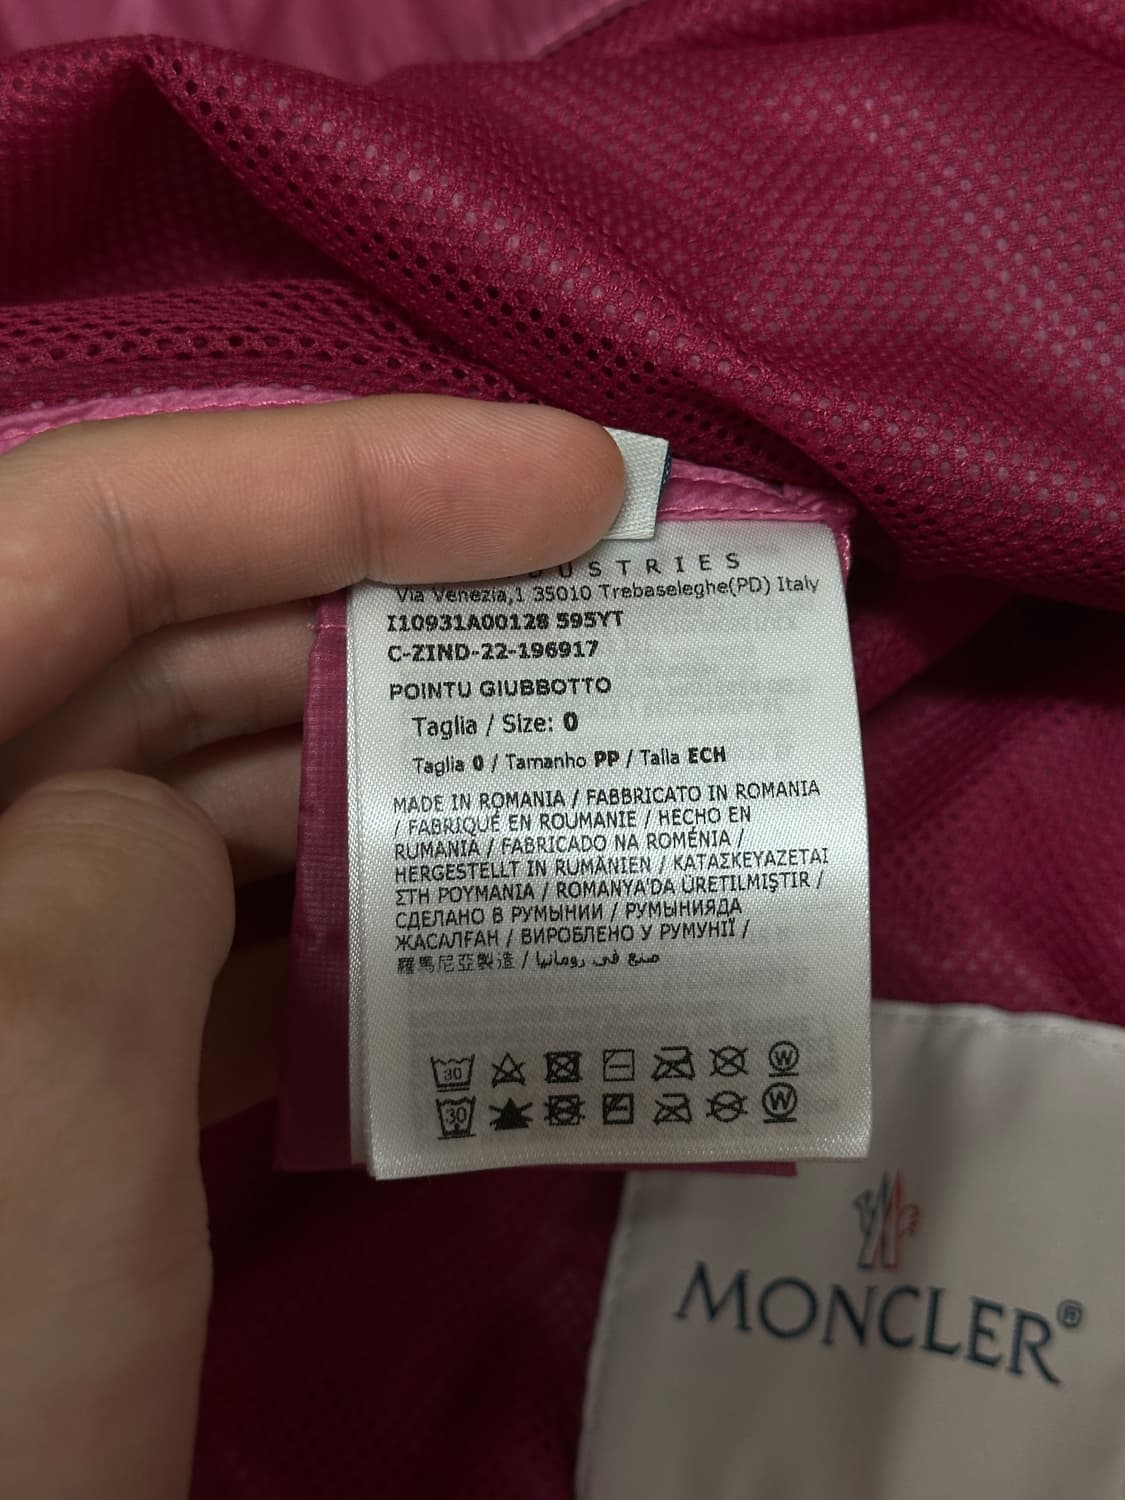 USTRIES
Via Venezia,1 35010 Trebaseleghe(PD) Italy
I10931A00128 595YT
C-ZIND-22-196917
POINTU GIUBBOTTO
Taglia / Size: 0
Taglia 0 / Tamanho PP / Talla ECH
MADE IN ROMANIA / FABBRICATO IN ROMANIA
/ FABRIQUÉ EN ROUMANIE / HECHO EN
RUMANIA / FABRICADO NA ROMÉNIA /
HERGESTELLT IN RUMÄNIEN / ΚΑΤΑΣΚΕΥΑΖΕΤΑΙ
ΣΤΗ ΡΟΥΜΑΝΙΑ / ROMANYA'DA ÜRETILMIŞTIR /
СДЕЛАНО В РУМЫНИИ / РУМЫНИЯДА
ЖАСАЛҒАН / ВИРОБЛЕНО У РУМУНІЇ /
羅馬尼亞製造 / صنع في رومانيا
30 W
30 W
MONCLER®